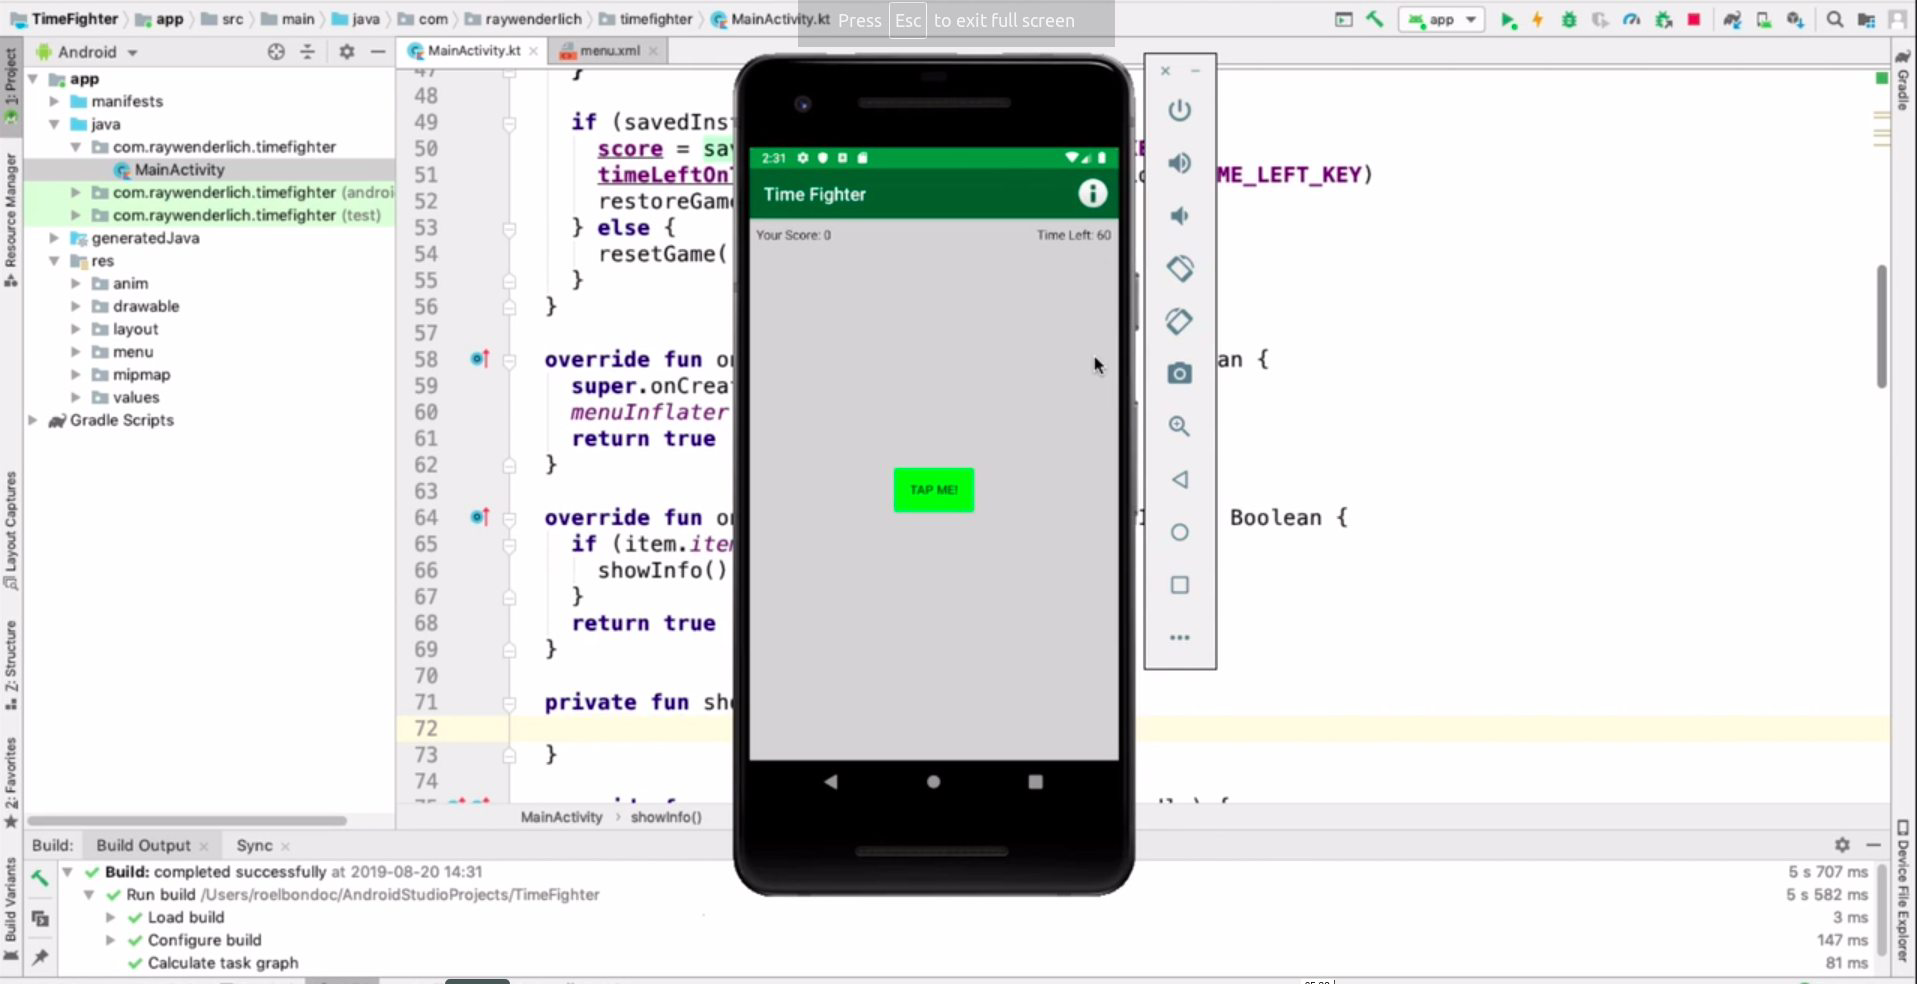 TimeFighter app src main java com raywenderlich timefighter MainActivity.kt
Press Esc to exit full screen
app
Android
MainActivity.kt
menu.xml
1: Project
Resource Manager
Layout Captures
Z: Structure
2: Favorites
Build Variants
Gradle
Device File Explorer
app
manifests
java
com.raywenderlich.timefighter
MainActivity
com.raywenderlich.timefighter (androi
com.raywenderlich.timefighter (test)
generatedJava
res
anim
drawable
layout
menu
mipmap
values
Gradle Scripts
47 }
48
49 if (savedIns
50 score = sa
51 timeLeftOn ME_LEFT_KEY)
52 restoreGam
53 } else {
54 resetGame(
55 }
56 }
57
58 override fun o an {
59 super.onCrea
60 menuInflater
61 return true
62 }
63
64 override fun o Boolean {
65 if (item.ite
66 showInfo()
67 }
68 return true
69 }
70
71 private fun sh
72
73 }
74
2:31
Time Fighter
Your Score: 0 Time Left: 60
TAP ME!
MainActivity › showInfo()
Build: Build Output Sync
Build: completed successfully at 2019-08-20 14:31 5 s 707 ms
Run build /Users/roelbondoc/AndroidStudioProjects/TimeFighter 5 s 582 ms
Load build 3 ms
Configure build 147 ms
Calculate task graph 81 ms